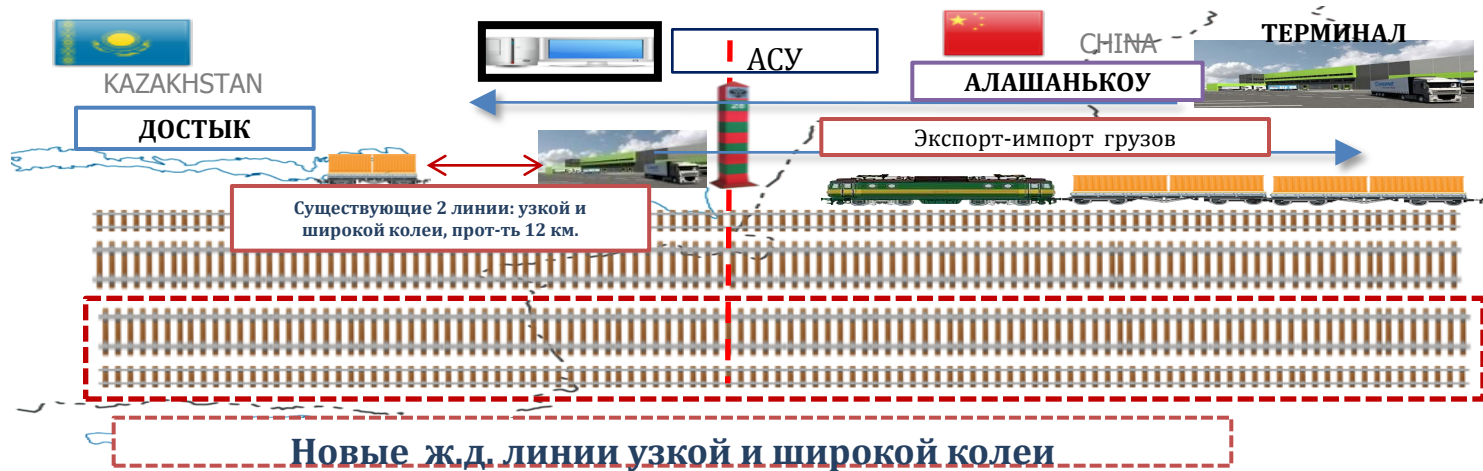 KAZAKHSTAN
ДОСТЫК
АСУ
CHINA
АЛАШАНЬКОУ
ТЕРМИНАЛ
Экспорт-импорт грузов
Существующие 2 линии: узкой и
широкой колеи, прот-ть 12 км.
Новые ж.д. линии узкой и широкой колеи